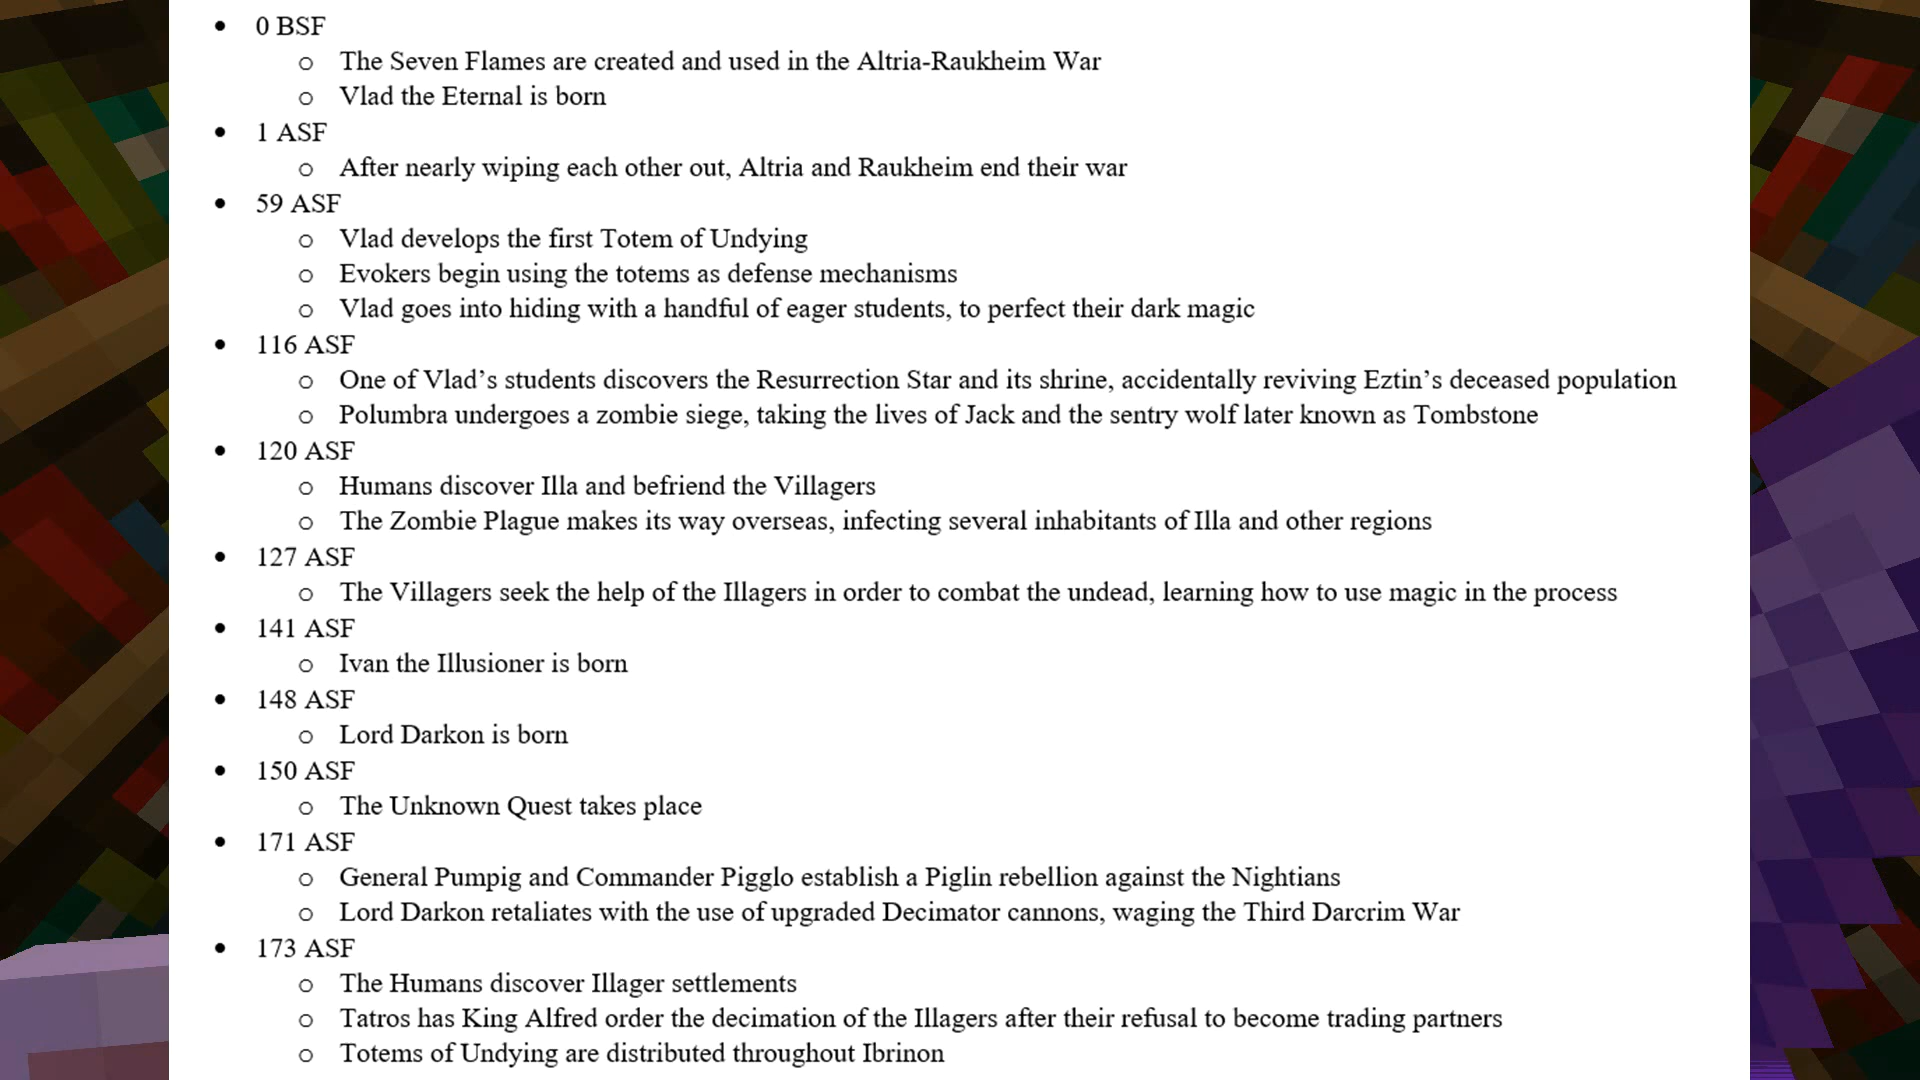 • 0 BSF
o The Seven Flames are created and used in the Altria-Raukheim War
o Vlad the Eternal is born
• 1 ASF
o After nearly wiping each other out, Altria and Raukheim end their war
• 59 ASF
o Vlad develops the first Totem of Undying
o Evokers begin using the totems as defense mechanisms
o Vlad goes into hiding with a handful of eager students, to perfect their dark magic
• 116 ASF
o One of Vlad’s students discovers the Resurrection Star and its shrine, accidentally reviving Eztin’s deceased population
o Polumbra undergoes a zombie siege, taking the lives of Jack and the sentry wolf later known as Tombstone
• 120 ASF
o Humans discover Illa and befriend the Villagers
o The Zombie Plague makes its way overseas, infecting several inhabitants of Illa and other regions
• 127 ASF
o The Villagers seek the help of the Illagers in order to combat the undead, learning how to use magic in the process
• 141 ASF
o Ivan the Illusioner is born
• 148 ASF
o Lord Darkon is born
• 150 ASF
o The Unknown Quest takes place
• 171 ASF
o General Pumpig and Commander Pigglo establish a Piglin rebellion against the Nightians
o Lord Darkon retaliates with the use of upgraded Decimator cannons, waging the Third Darcrim War
• 173 ASF
o The Humans discover Illager settlements
o Tatros has King Alfred order the decimation of the Illagers after their refusal to become trading partners
o Totems of Undying are distributed throughout Ibrinon